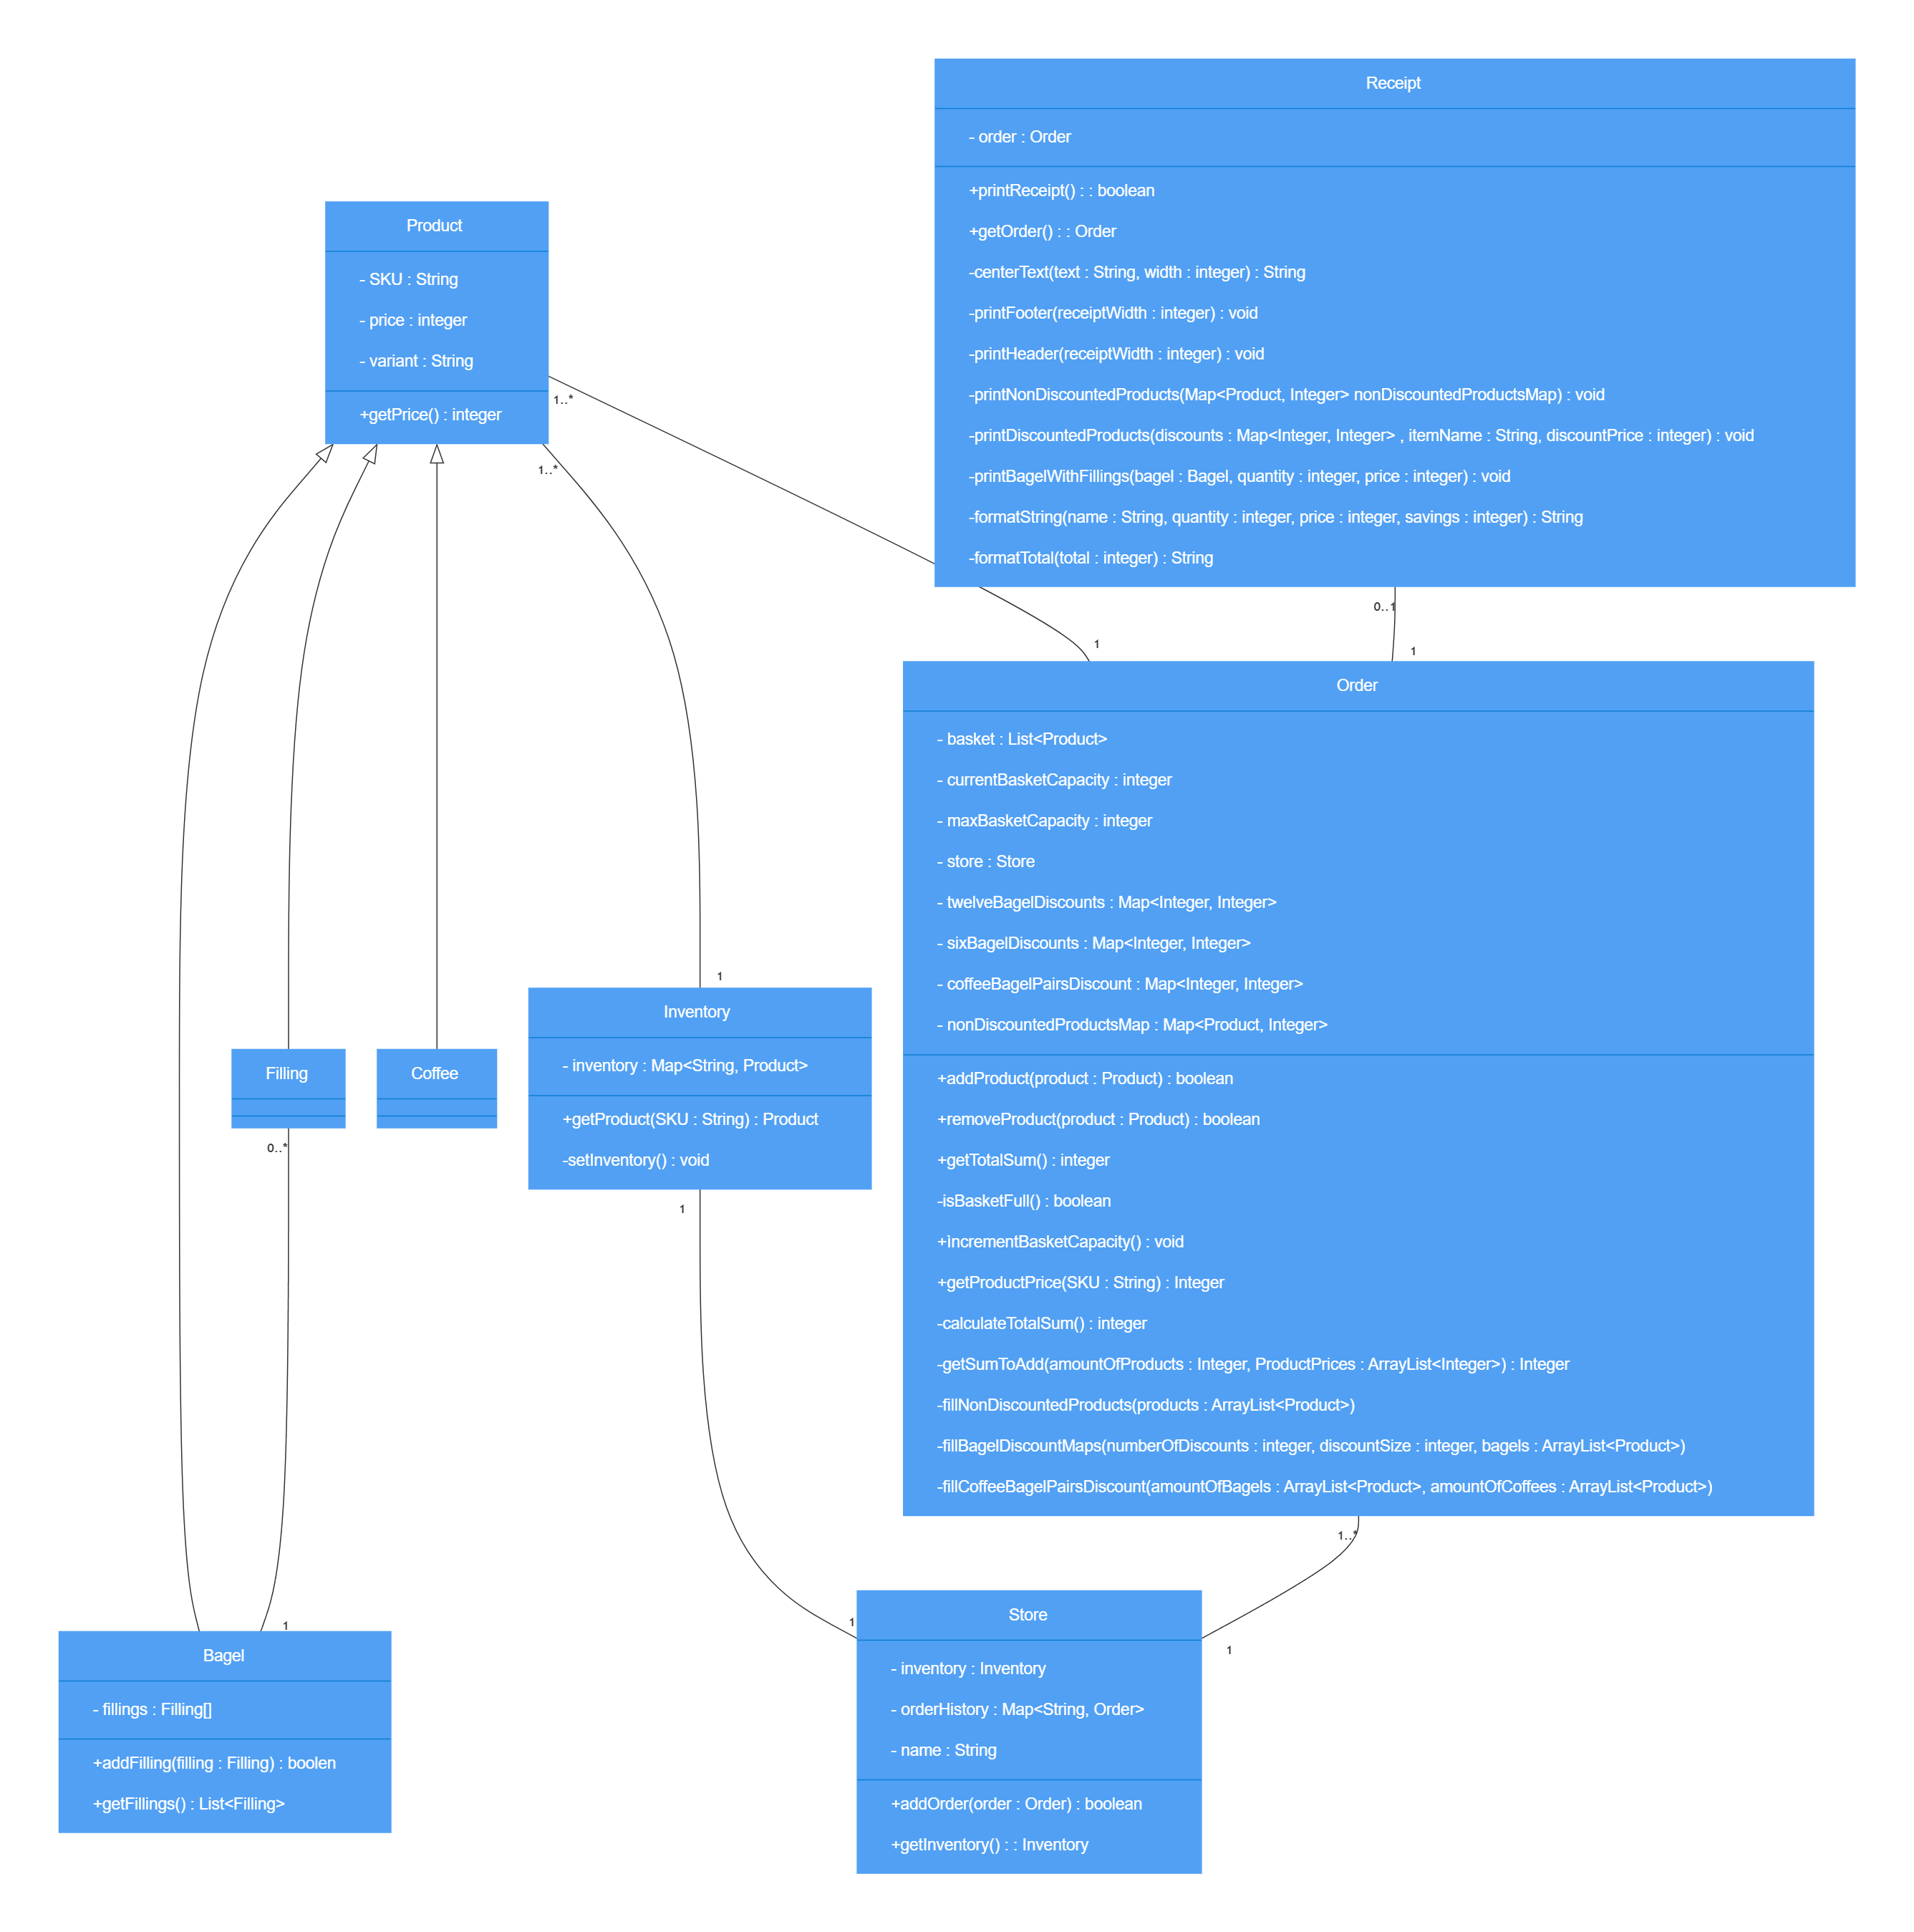 Receipt
- order : Order
+printReceipt() : : boolean
+getOrder() : : Order
-centerText(text : String, width : integer) : String
-printFooter(receiptWidth : integer) : void
-printHeader(receiptWidth : integer) : void
-printNonDiscountedProducts(Map<Product, Integer> nonDiscountedProductsMap) : void
-printDiscountedProducts(discounts : Map<Integer, Integer> , itemName : String, discountPrice : integer) : void
-printBagelWithFillings(bagel : Bagel, quantity : integer, price : integer) : void
-formatString(name : String, quantity : integer, price : integer, savings : integer) : String
-formatTotal(total : integer) : String
Product
- SKU : String
- price : integer
- variant : String
+getPrice() : integer
1..*
1..*
0..1
1
1
Order
- basket : List<Product>
- currentBasketCapacity : integer
- maxBasketCapacity : integer
- store : Store
- twelveBagelDiscounts : Map<Integer, Integer>
- sixBagelDiscounts : Map<Integer, Integer>
- coffeeBagelPairsDiscount : Map<Integer, Integer>
- nonDiscountedProductsMap : Map<Product, Integer>
+addProduct(product : Product) : boolean
+removeProduct(product : Product) : boolean
+getTotalSum() : integer
-isBasketFull() : boolean
+ìncrementBasketCapacity() : void
+getProductPrice(SKU : String) : Integer
-calculateTotalSum() : integer
-getSumToAdd(amountOfProducts : Integer, ProductPrices : ArrayList<Integer>) : Integer
-fillNonDiscountedProducts(products : ArrayList<Product>)
-fillBagelDiscountMaps(numberOfDiscounts : integer, discountSize : integer, bagels : ArrayList<Product>)
-fillCoffeeBagelPairsDiscount(amountOfBagels : ArrayList<Product>, amountOfCoffees : ArrayList<Product>)
1
Inventory
- inventory : Map<String, Product>
+getProduct(SKU : String) : Product
-setInventory() : void
1
Filling
0..*
Coffee
1..*
1
1
1
Bagel
- fillings : Filling[]
+addFilling(filling : Filling) : boolen
+getFillings() : List<Filling>
Store
- inventory : Inventory
- orderHistory : Map<String, Order>
- name : String
+addOrder(order : Order) : boolean
+getInventory() : : Inventory